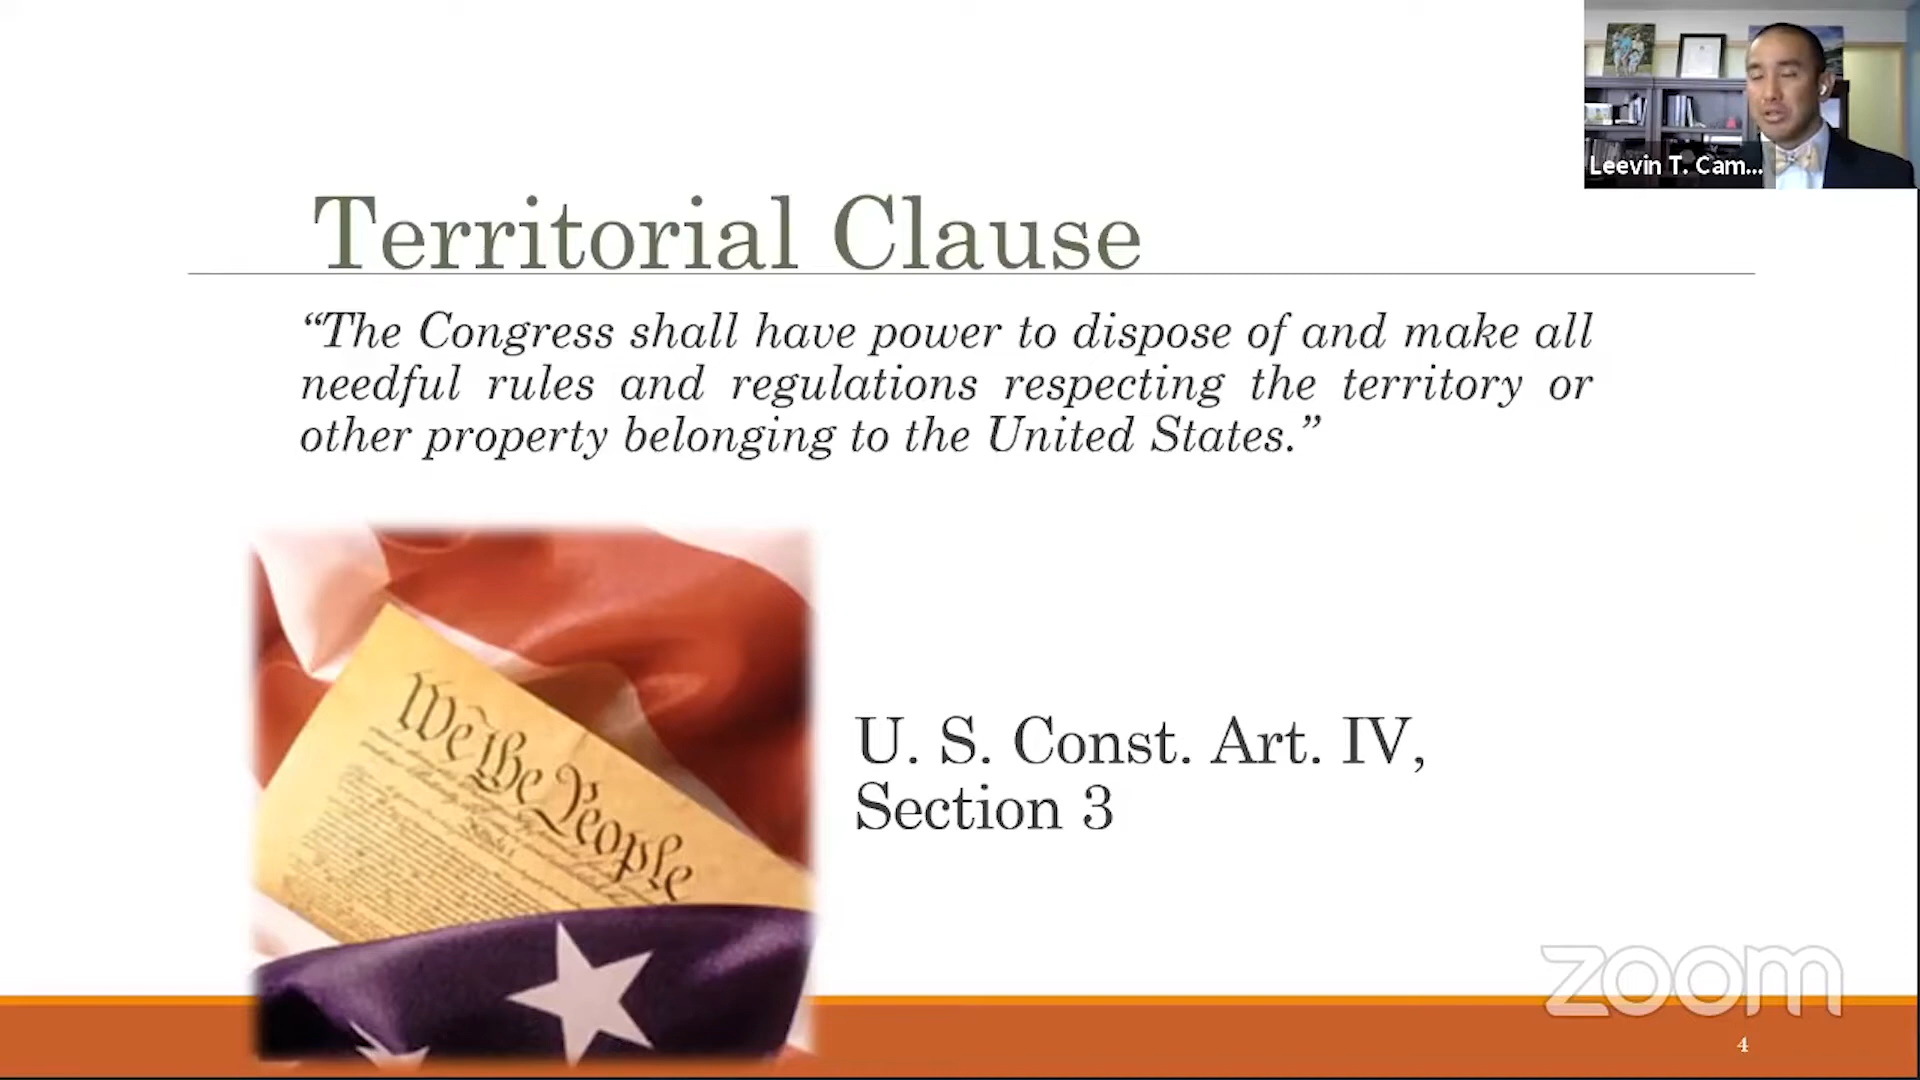 Leevin T. Cam...
Territorial Clause
“The Congress shall have power to dispose of and make all
needful rules and regulations respecting the territory or
other property belonging to the United States.”
We the People
U. S. Const. Art. IV,
Section 3
zoom
4